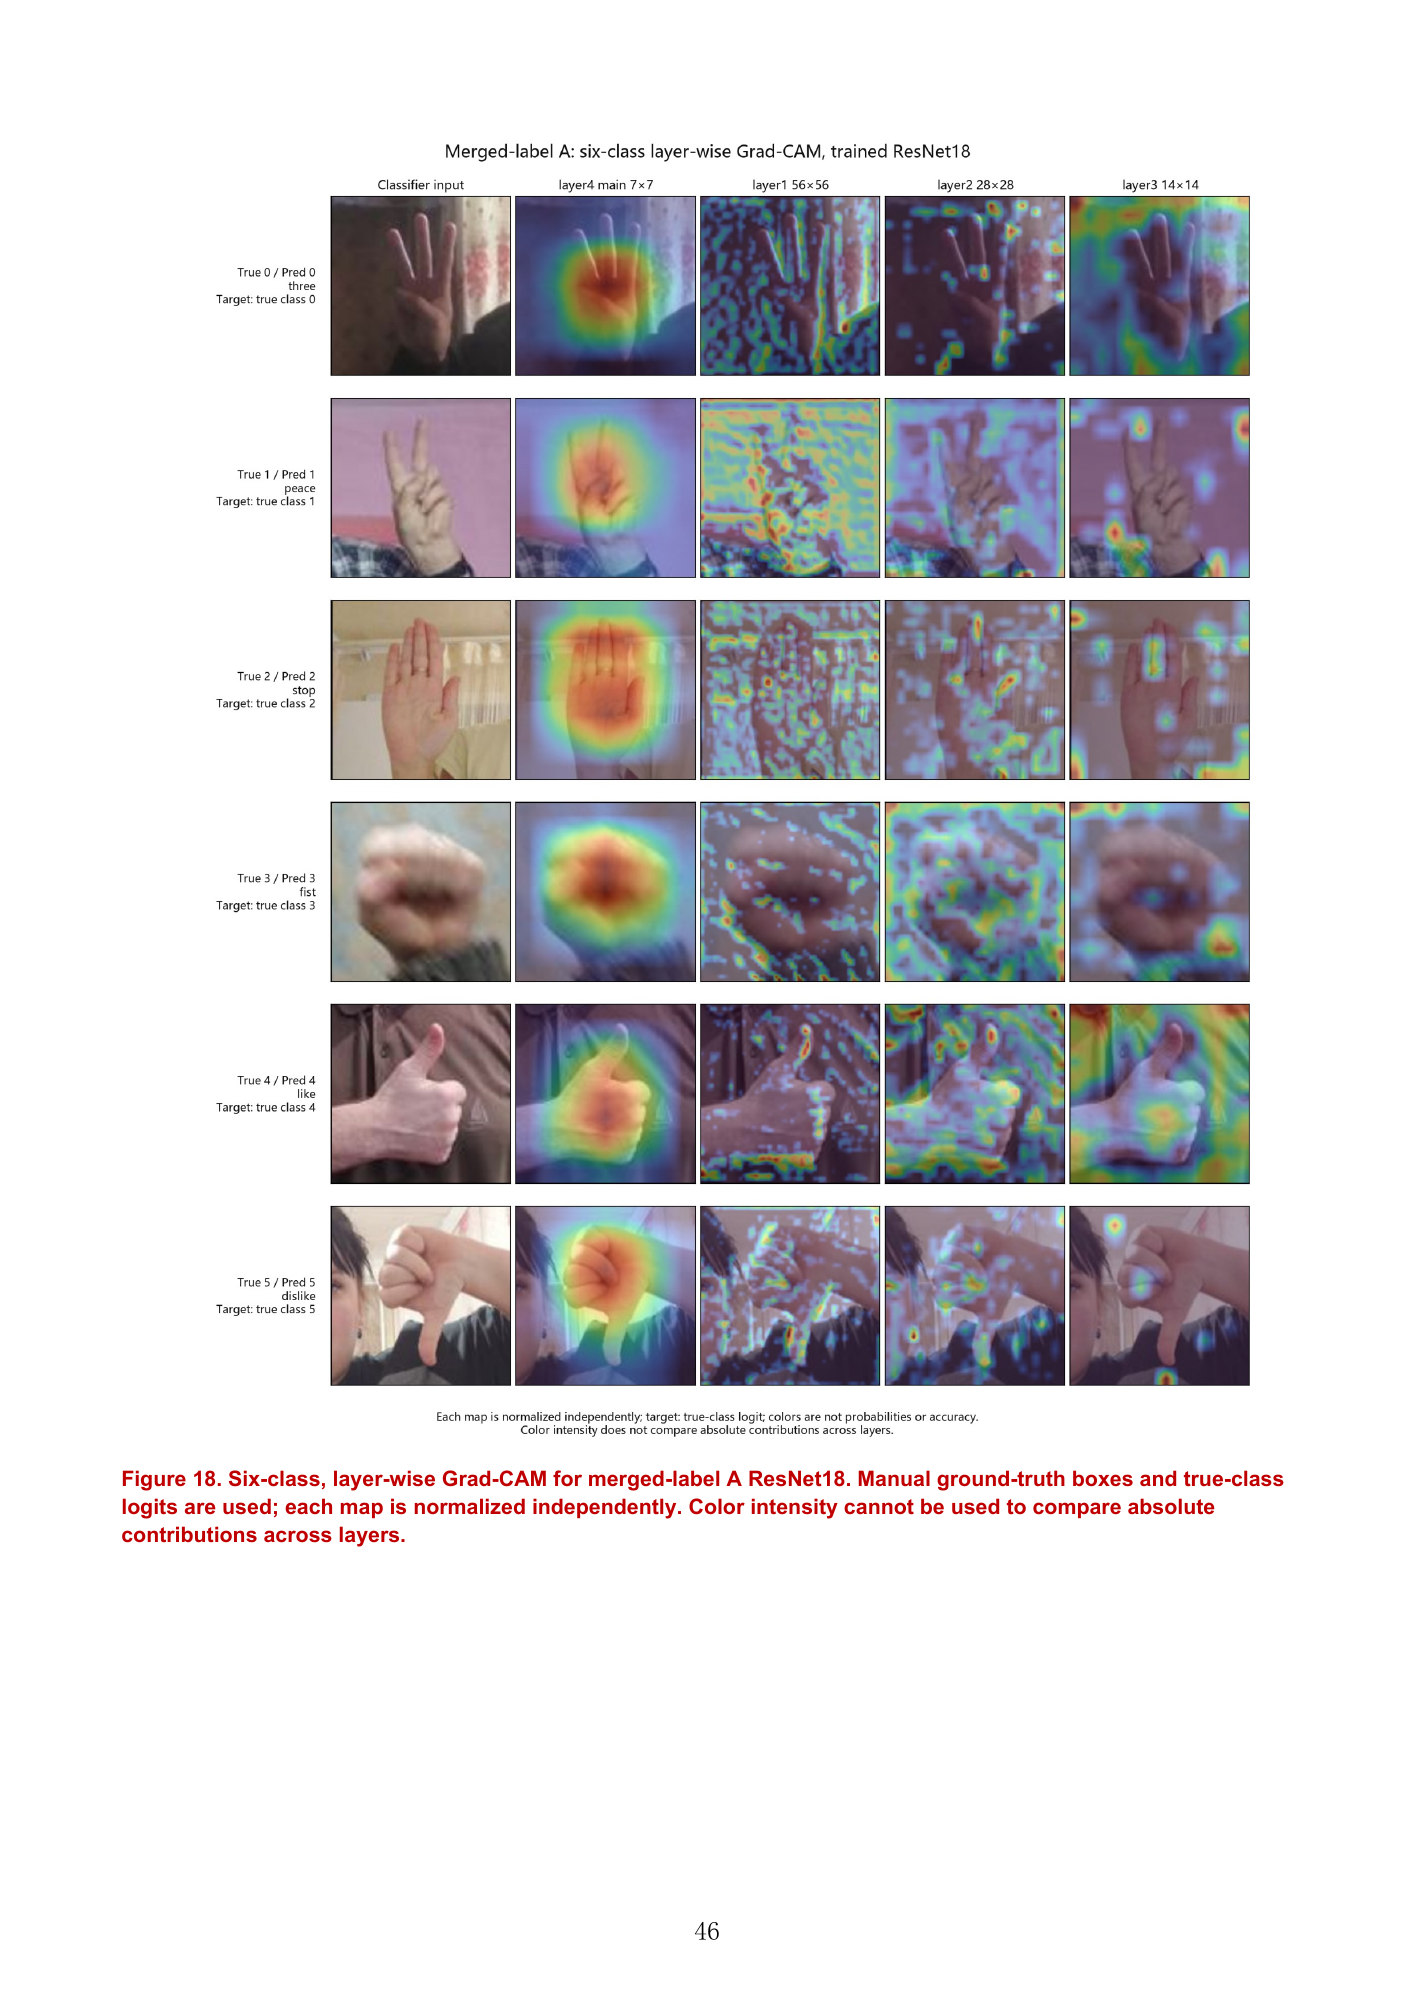 Merged-label A: six-class layer-wise Grad-CAM, trained ResNet18
Classifier input
layer4 main 7×7
layer1 56×56
layer2 28×28
layer3 14×14
True 0 / Pred 0
three
Target: true class 0
True 1 / Pred 1
peace
Target: true class 1
True 2 / Pred 2
stop
Target: true class 2
True 3 / Pred 3
fist
Target: true class 3
True 4 / Pred 4
like
Target: true class 4
True 5 / Pred 5
dislike
Target: true class 5
Each map is normalized independently; target: true-class logit; colors are not probabilities or accuracy.
Color intensity does not compare absolute contributions across layers.
Figure 18. Six-class, layer-wise Grad-CAM for merged-label A ResNet18. Manual ground-truth boxes and true-class
logits are used; each map is normalized independently. Color intensity cannot be used to compare absolute
contributions across layers.
46